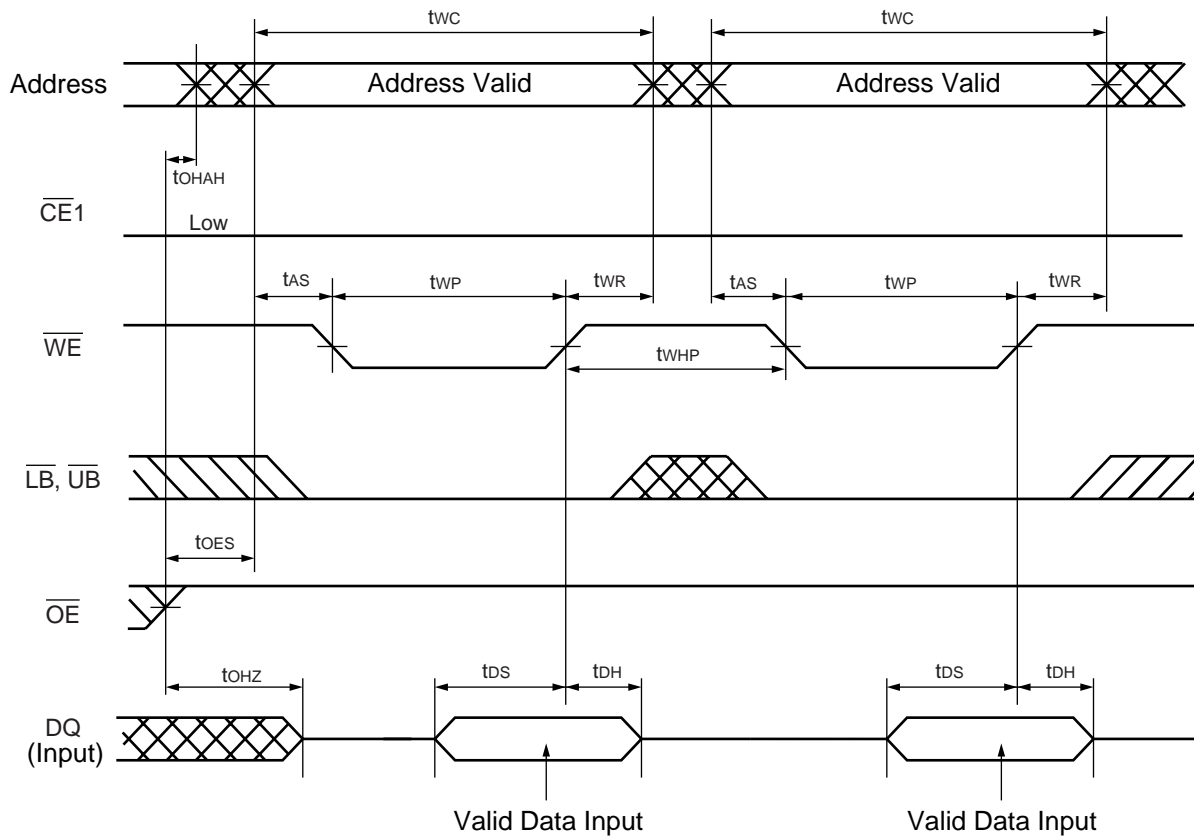 tWC tWC
Address Address Valid Address Valid
tOHAH
CE1
Low
tAS tWP tWR tAS tWP tWR
WE
tWHP
LB, UB
tOES
OE
tOHZ tDS tDH tDS tDH
DQ
(Input)
Valid Data Input Valid Data Input